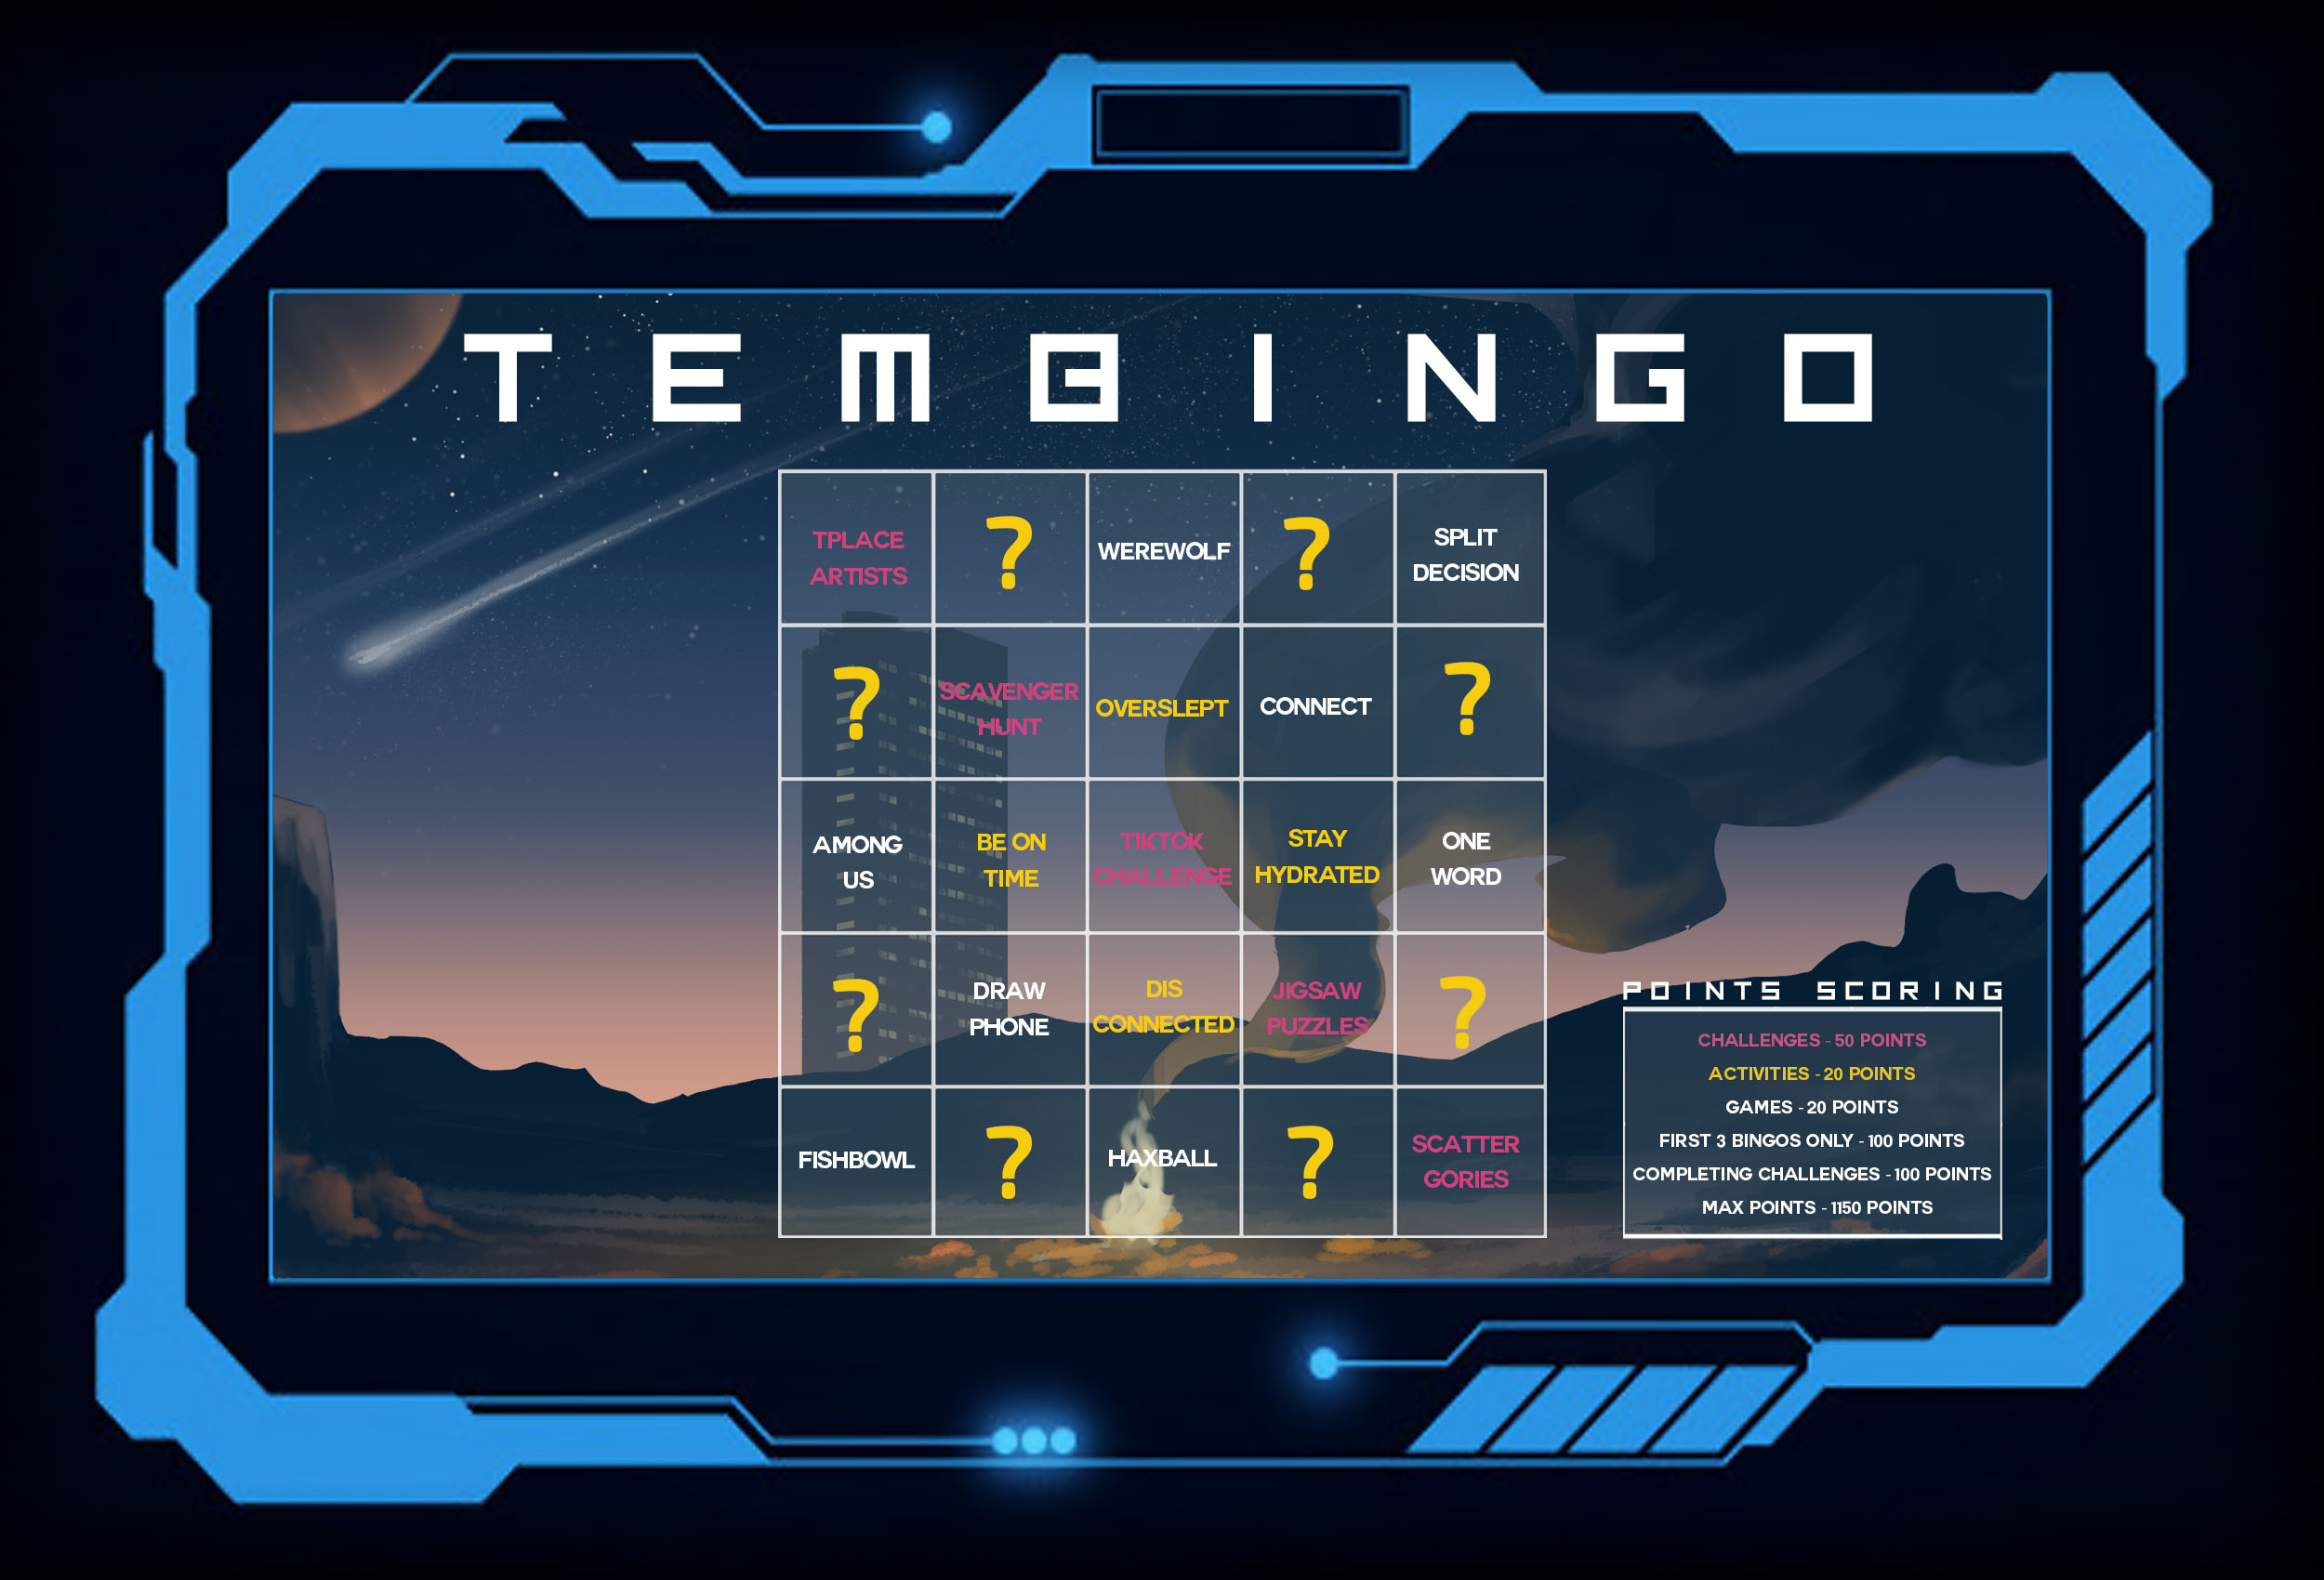 TEMBINGO
TPLACE
ARTISTS
?
WEREWOLF
?
SPLIT
DECISION
?
SCAVENGER
HUNT
OVERSLEPT
CONNECT
?
AMONG
US
BE ON
TIME
TIKTOK
CHALLENGE
STAY
HYDRATED
ONE
WORD
?
DRAW
PHONE
DIS
CONNECTED
JIGSAW
PUZZLES
?
FISHBOWL
?
HAXBALL
?
SCATTER
GORIES
POINTS SCORING
CHALLENGES - 50 POINTS
ACTIVITIES - 20 POINTS
GAMES - 20 POINTS
FIRST 3 BINGOS ONLY - 100 POINTS
COMPLETING CHALLENGES - 100 POINTS
MAX POINTS - 1150 POINTS